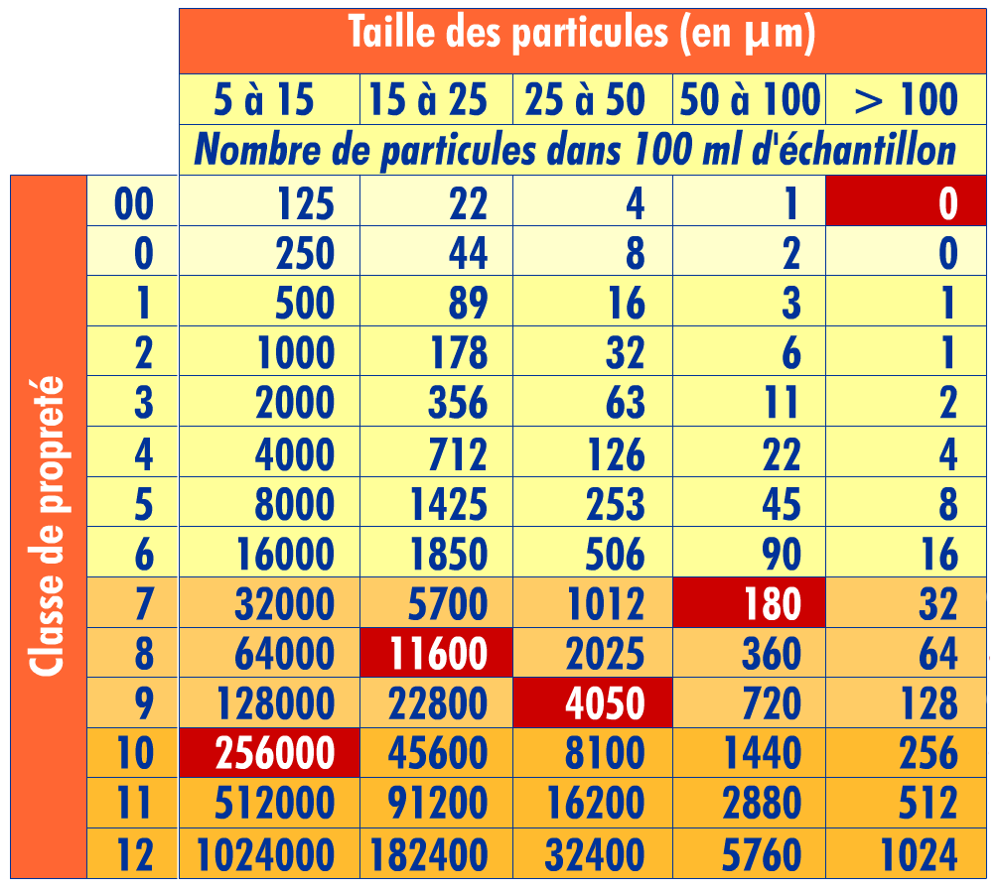 Taille des particules (en µm)
5 à 15 15 à 25 25 à 50 50 à 100 > 100
Nombre de particules dans 100 ml d'échantillon
Classe de propreté
00 125 22 4 1 0
0 250 44 8 2 0
1 500 89 16 3 1
2 1000 178 32 6 1
3 2000 356 63 11 2
4 4000 712 126 22 4
5 8000 1425 253 45 8
6 16000 1850 506 90 16
7 32000 5700 1012 180 32
8 64000 11600 2025 360 64
9 128000 22800 4050 720 128
10 256000 45600 8100 1440 256
11 512000 91200 16200 2880 512
12 1024000 182400 32400 5760 1024